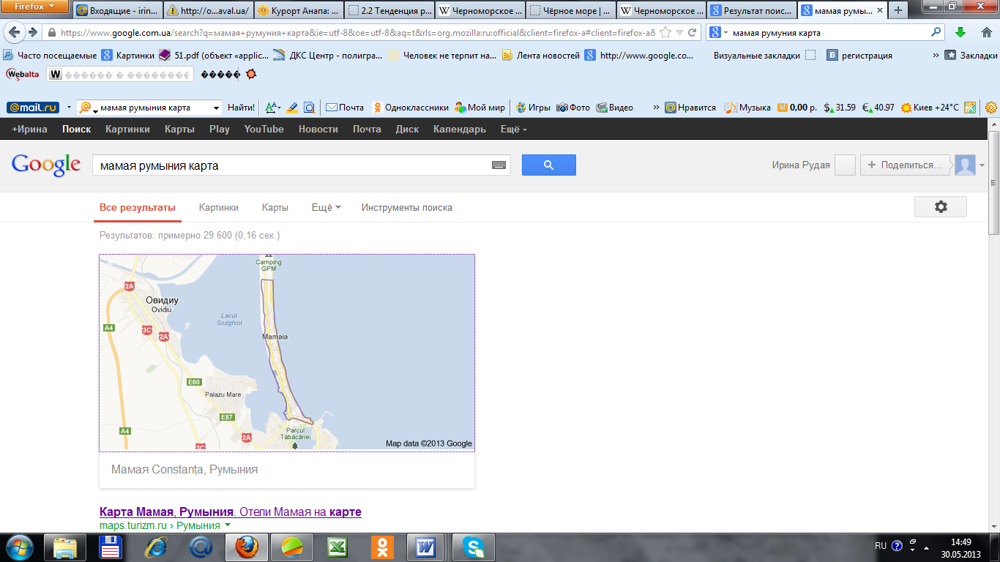 Firefox
Входящие - irin... http://o...aval.ua/ Курорт Анапа: ... 2.2 Тенденция р... Черноморское ... Чёрное море | ... Черноморское ... Результат поис... мамая румы...
https://www.google.com.ua/search?q=мамая+румуния+карта&ie=utf-8&oe=utf-8&aq=t&rls=org.mozilla:ru:official&client=firefox-a#client=firefox-a& мамая румуния карта
Часто посещаемые Картинки 51.pdf (объект «applic... ДКС Центр - полигра... Человек не терпит на... Лента новостей http://www.google.co... Визуальные закладки регистрация » Закладки
Webalta W ������ � ��������� �����
@mail.ru мамая румыния карта Найти! Почта Одноклассники Мой мир Игры Фото Видео » Нравится Музыка 0,00 р. $ 31.59 € 40.97 Киев +24°C
+Ирина Поиск Картинки Карты Play YouTube Новости Почта Диск Календарь Ещё
Google мамая румыния карта Ирина Рудая + Поделиться...
Все результаты Картинки Карты Ещё Инструменты поиска
Результатов: примерно 29 600 (0,16 сек.)
Camping
GPM
2A
Овидиу
Ovidiu
Lacul
Siutghiol
A4
3C
2A
Mamaia
E60
Palazu Mare
E87
A4
2A
Parcul
Tăbăcăriei
3C
Map data ©2013 Google
Мамая Constanța, Румыния
Карта Мамая, Румыния. Отели Мамая на карте
maps.turizm.ru › Румыния
RU
14:49
30.05.2013